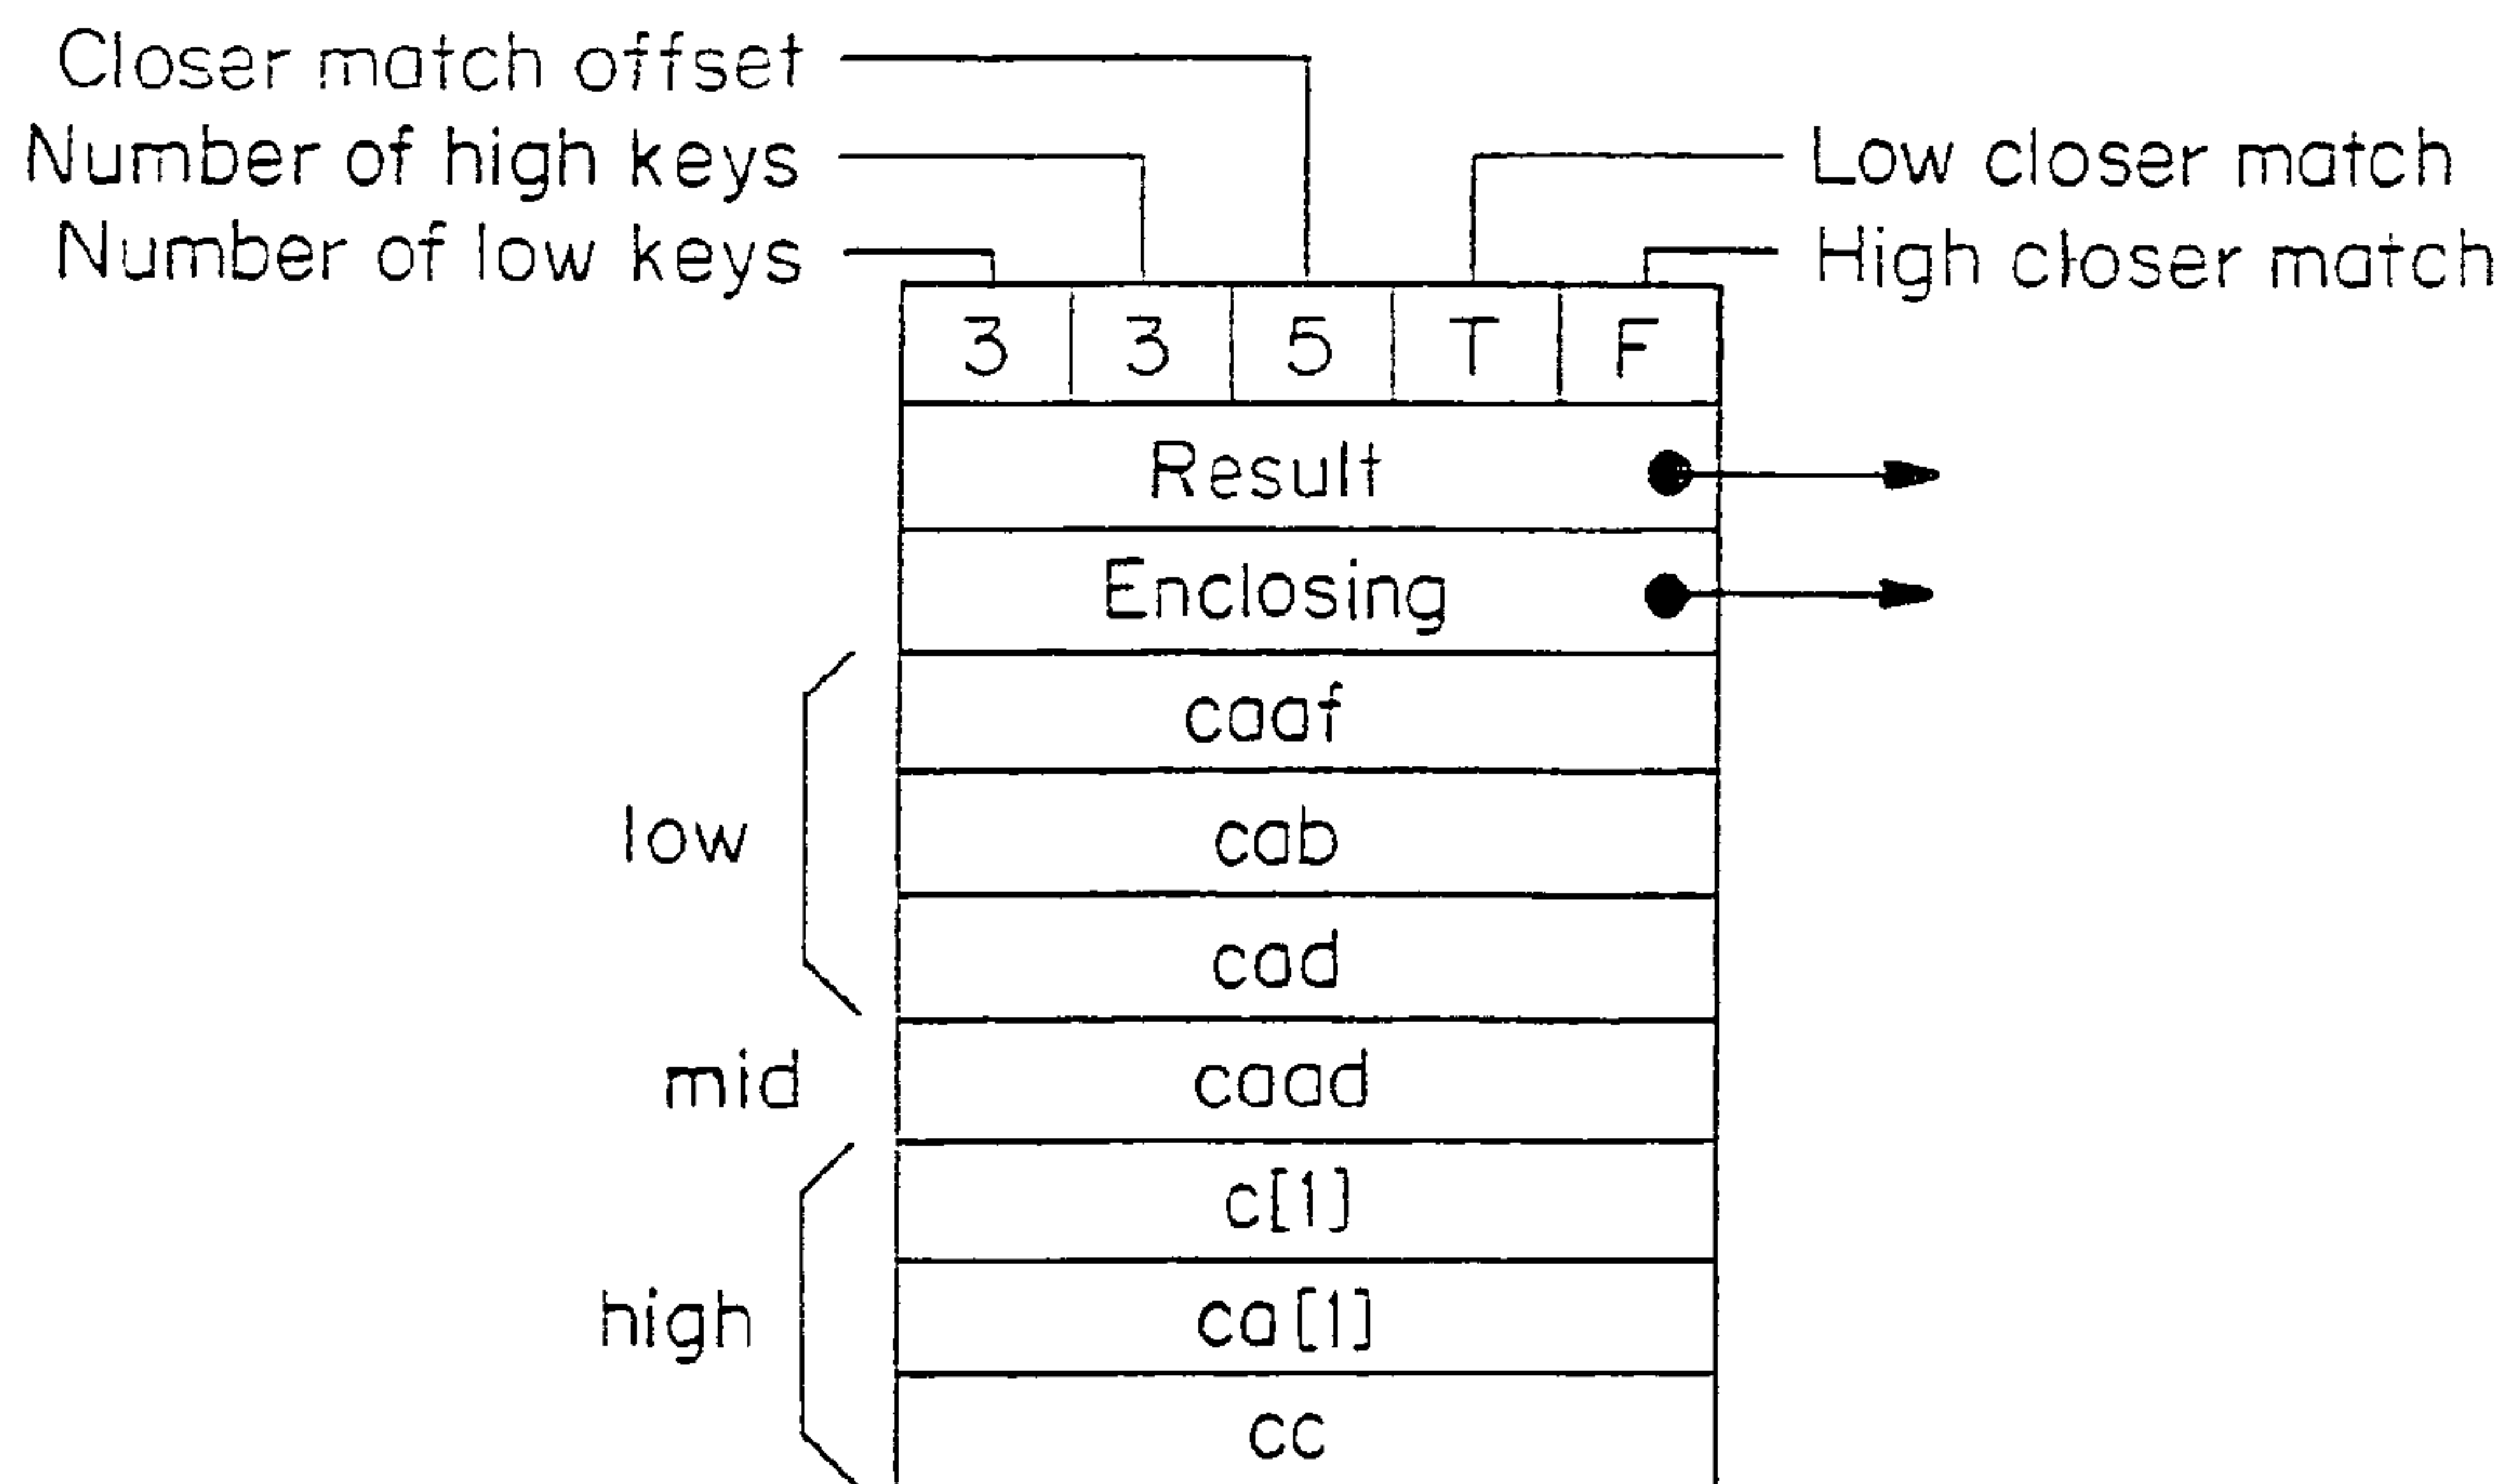 Closer match offset
Number of high keys
Low closer match
Number of low keys
High closer match
3 3 5 T F
Result
Enclosing
caaf
low
cab
cad
mid
caad
c[1]
high
ca[1]
cc